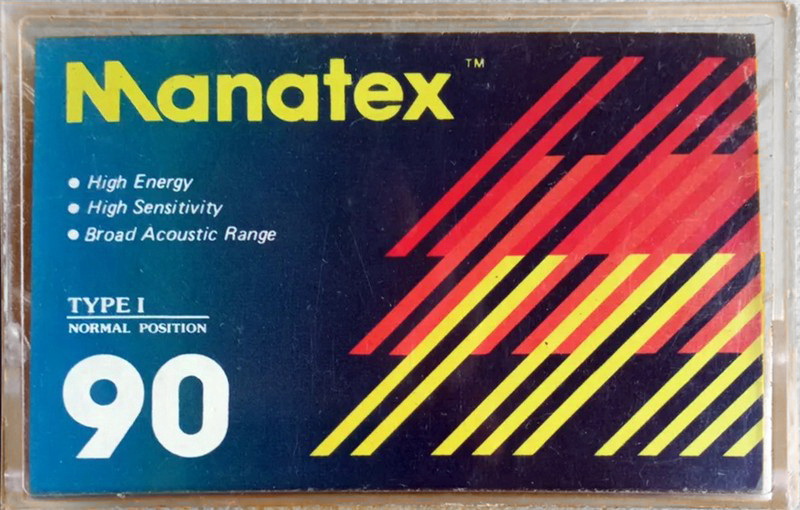 Manatex™
• High Energy
• High Sensitivity
• Broad Acoustic Range
TYPE I
NORMAL POSITION
90